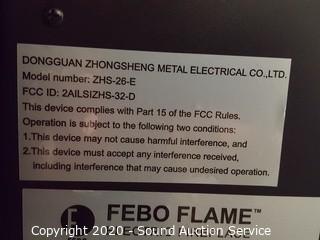 DONGGUAN ZHONGSHENG METAL ELECTRICAL CO.,LTD.
Model number: ZHS-26-E
FCC ID: 2AILSIZHS-32-D
This device complies with Part 15 of the FCC Rules.
Operation is subject to the following two conditions:
1.This device may not cause harmful interference, and
2.This device must accept any interference received,
including interference that may cause undesired operation.
FEBO FLAME™
Copyright 2020 - Sound Auction Service